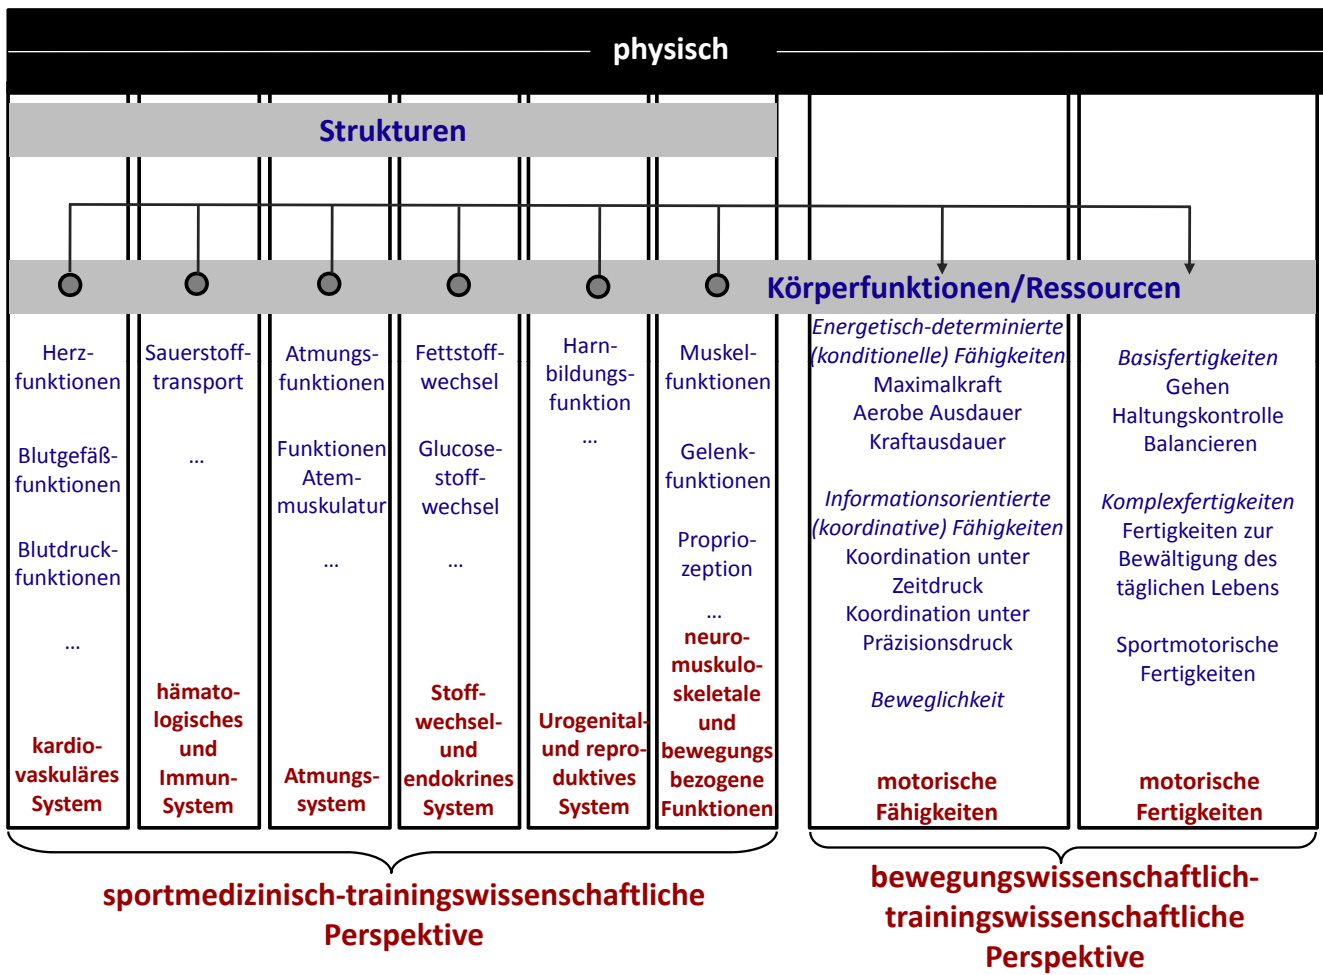 physisch
Strukturen
Körperfunktionen/Ressourcen
Herz-
funktionen
Blutgefäß-
funktionen
Blutdruck-
funktionen
...
kardio-
vaskuläres
System
Sauerstoff-
transport
...
hämato-
logisches
und
Immun-
System
Atmungs-
funktionen
Funktionen
Atem-
muskulatur
...
Atmungs-
system
Fettstoff-
wechsel
Glucose-
stoff-
wechsel
...
Stoff-
wechsel-
und
endokrines
System
Harn-
bildungs-
funktion
...
Urogenital-
und repro-
duktives
System
Muskel-
funktionen
Gelenk-
funktionen
Proprio-
zeption
...
neuro-
muskulo-
skeletale
und
bewegungs
bezogene
Funktionen
Energetisch-determinierte
(konditionelle) Fähigkeiten
Maximalkraft
Aerobe Ausdauer
Kraftausdauer
Informationsorientierte
(koordinative) Fähigkeiten
Koordination unter
Zeitdruck
Koordination unter
Präzisionsdruck
Beweglichkeit
motorische
Fähigkeiten
Basisfertigkeiten
Gehen
Haltungskontrolle
Balancieren
Komplexfertigkeiten
Fertigkeiten zur
Bewältigung des
täglichen Lebens
Sportmotorische
Fertigkeiten
motorische
Fertigkeiten
sportmedizinisch-trainingswissenschaftliche
Perspektive
bewegungswissenschaftlich-
trainingswissenschaftliche
Perspektive